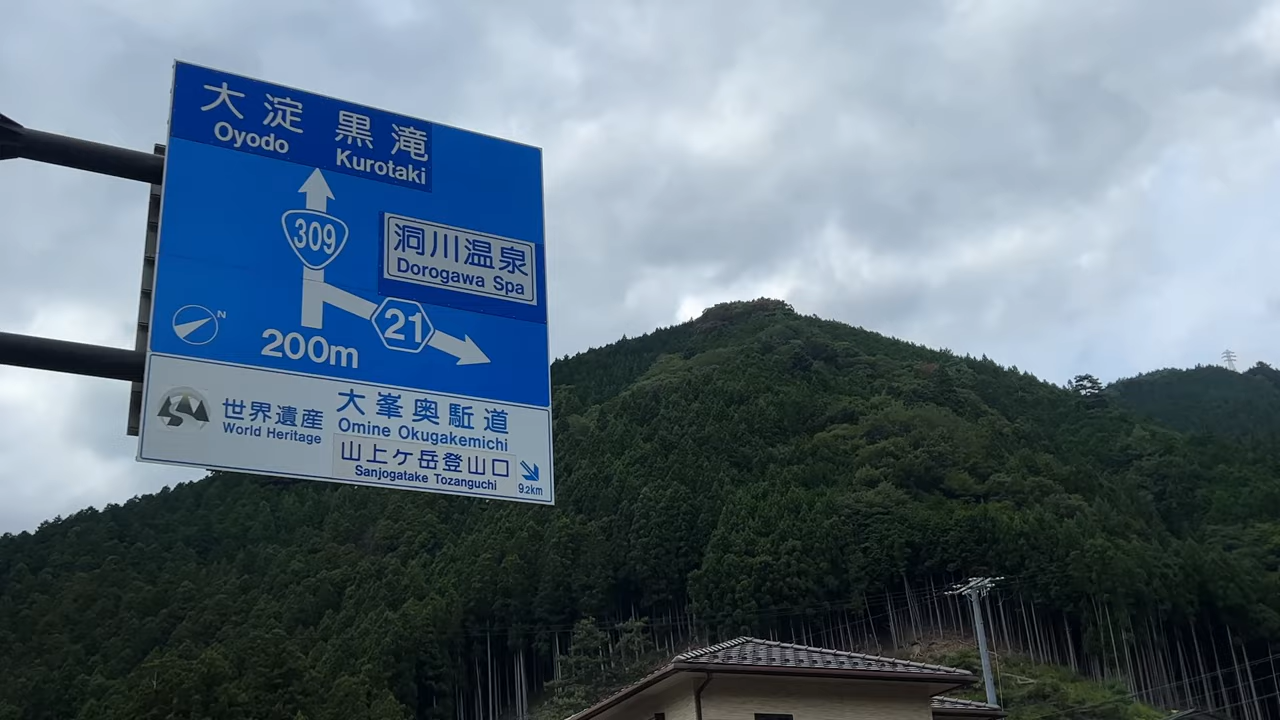 大淀 黒滝
Oyodo Kurotaki
309
洞川温泉
Dorogawa Spa
21
N
200m
世界遺産
World Heritage
大峯奥駈道
Omine Okugakemichi
山上ケ岳登山口
Sanjogatake Tozanguchi
9.2km